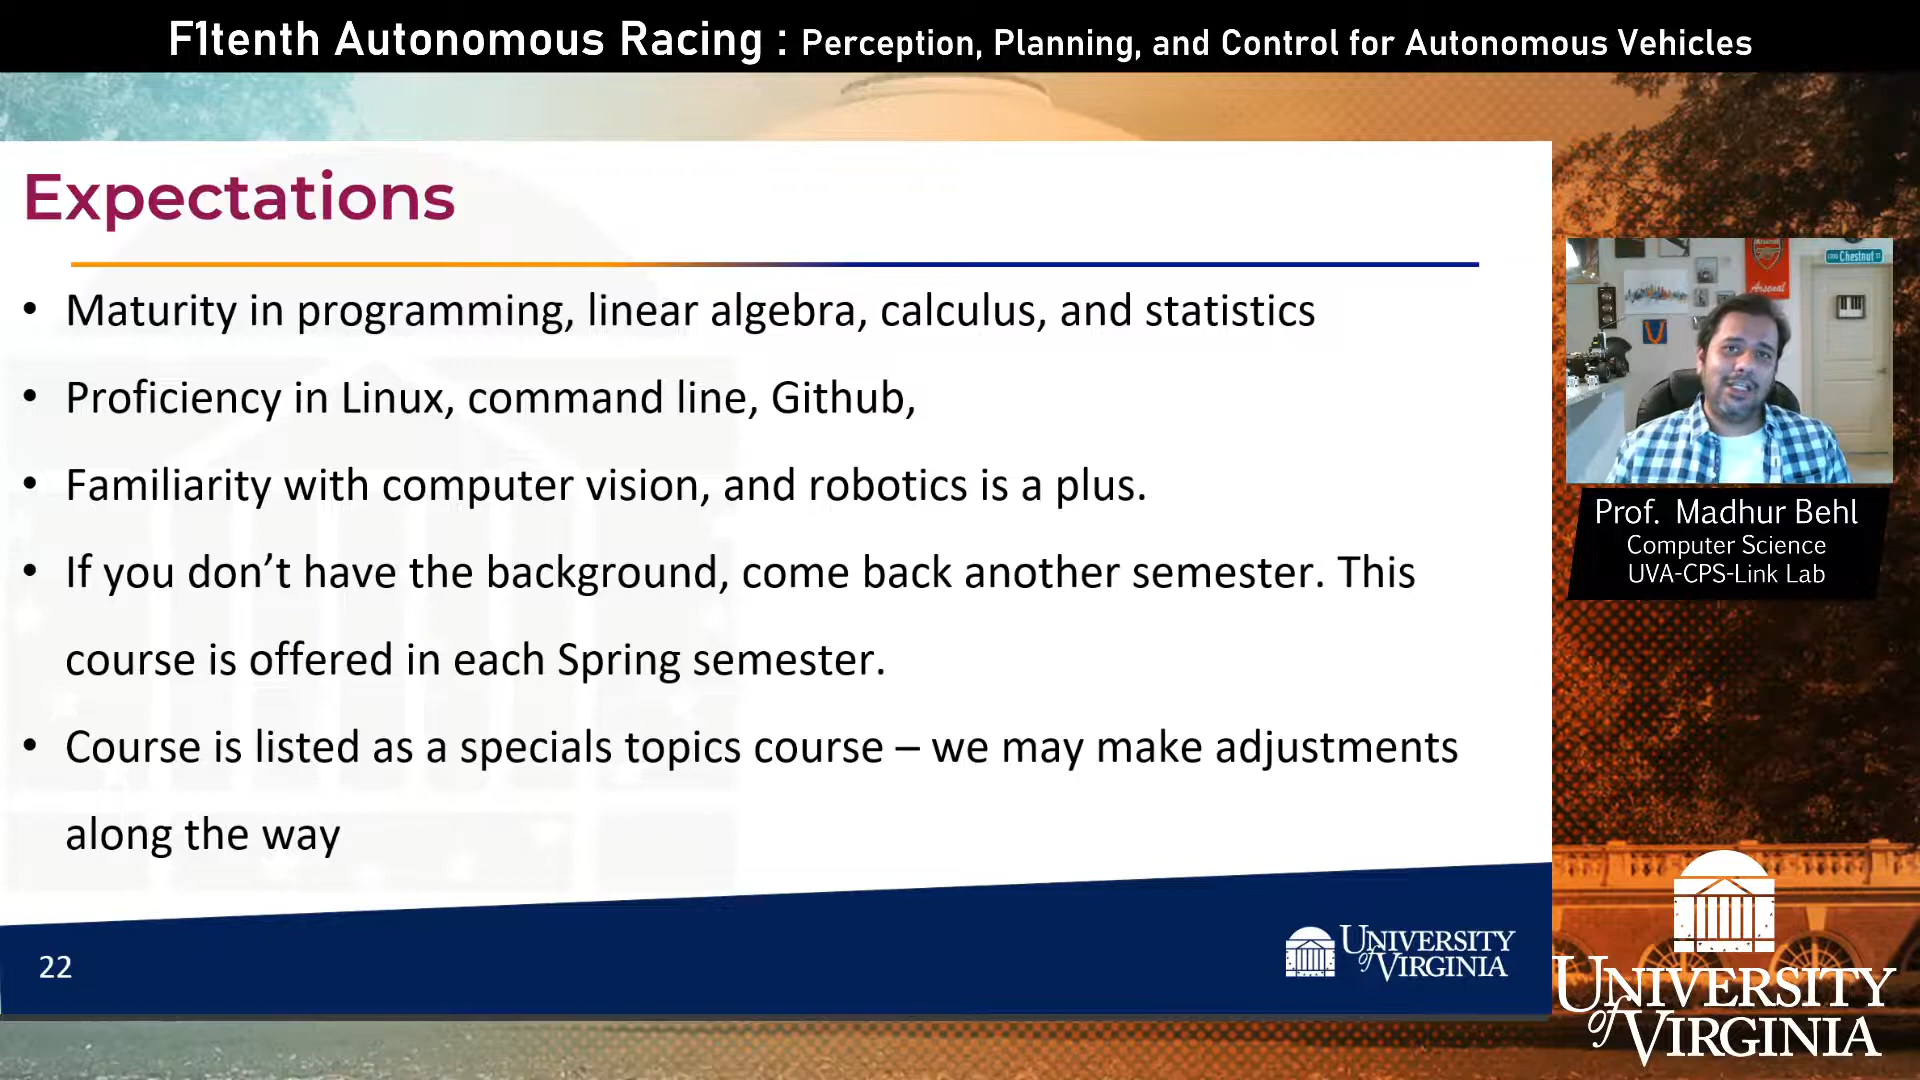 F1tenth Autonomous Racing : Perception, Planning, and Control for Autonomous Vehicles
Expectations
• Maturity in programming, linear algebra, calculus, and statistics
• Proficiency in Linux, command line, Github,
• Familiarity with computer vision, and robotics is a plus.
• If you don’t have the background, come back another semester. This
course is offered in each Spring semester.
• Course is listed as a specials topics course – we may make adjustments
along the way
22
UNIVERSITY
of VIRGINIA
Arsenal
Chestnut
Prof. Madhur Behl
Computer Science
UVA-CPS-Link Lab
UNIVERSITY
of VIRGINIA